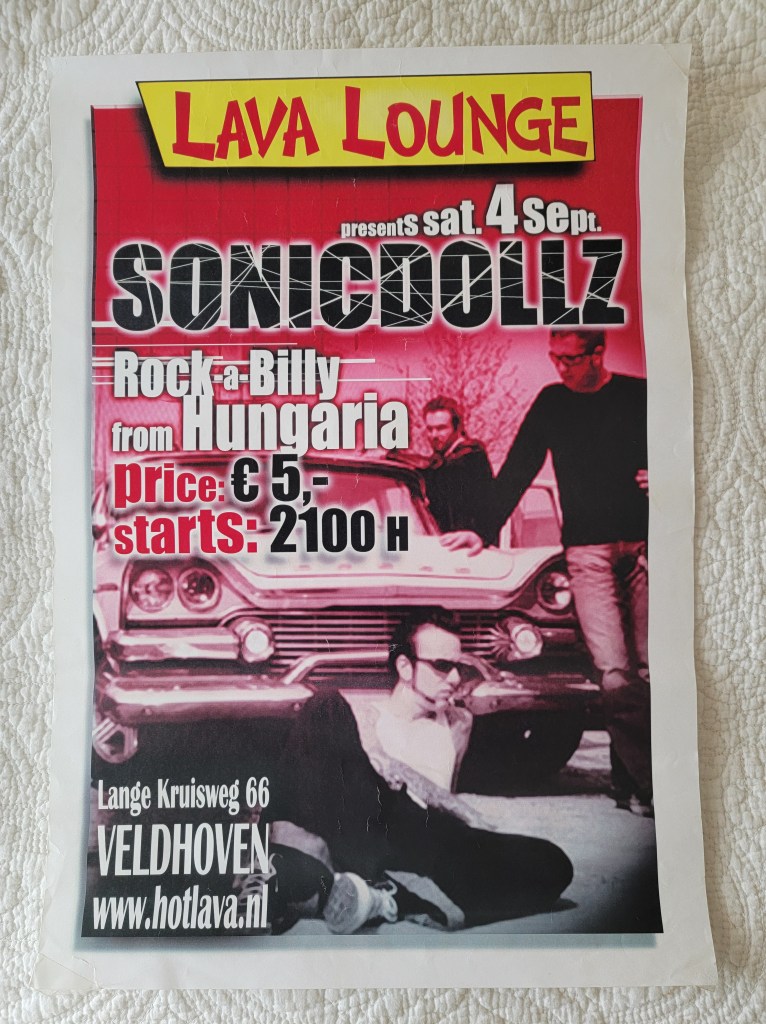 LAVA LOUNGE
presents sat. 4 sept.
SONICDOLLZ
Rock-a-Billy
from Hungaria
price: € 5,-
starts: 2100 H
Lange Kruisweg 66
VELDHOVEN
www.hotlava.nl